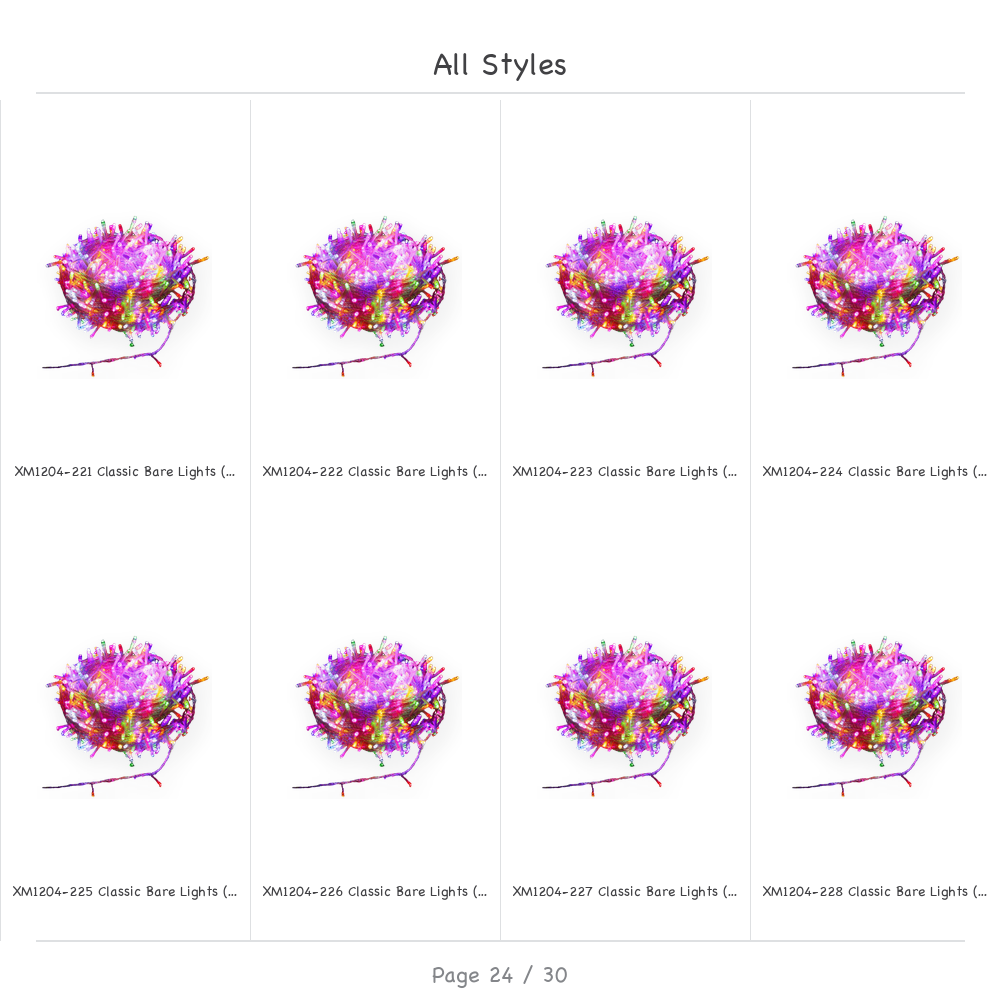 All Styles
XM1204-221 Classic Bare Lights (...
XM1204-222 Classic Bare Lights (...
XM1204-223 Classic Bare Lights (...
XM1204-224 Classic Bare Lights (...
XM1204-225 Classic Bare Lights (...
XM1204-226 Classic Bare Lights (...
XM1204-227 Classic Bare Lights (...
XM1204-228 Classic Bare Lights (...
Page 24 / 30